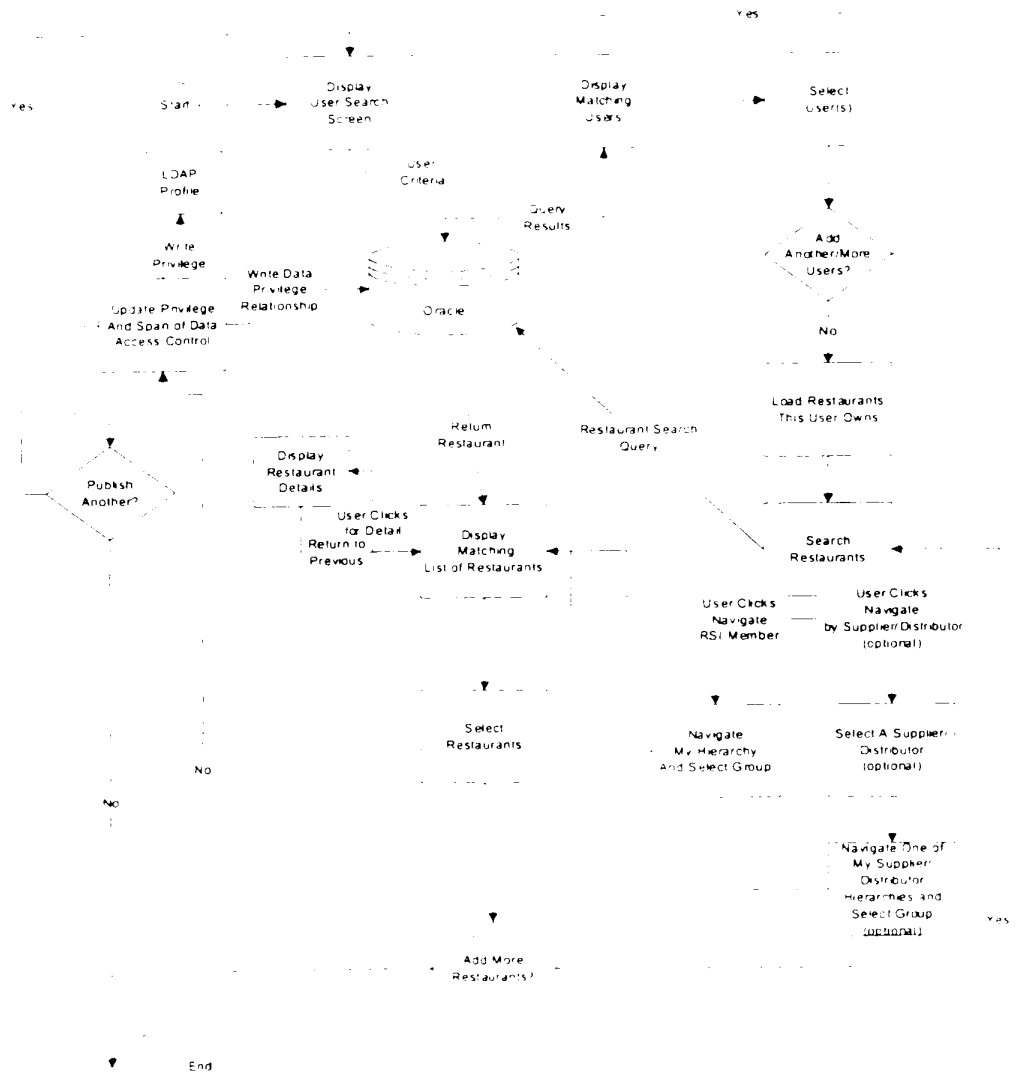 Yes
Yes
Start
Display
User Search
Screen
Display
Matching
Users
Select
User(s)
LDAP
Profile
User
Criteria
Query
Results
Write
Privilege
Write Data
Privilege
Relationship
Add
Another/More
Users?
Update Privilege
And Span of Data
Access Control
Oracle
No
Load Restaurants
This User Owns
Return
Restaurant
Restaurant Search
Query
Display
Restaurant
Details
Publish
Another?
User Clicks
for Detail
Return to
Previous
Display
Matching
List of Restaurants
Search
Restaurants
User Clicks
Navigate
RSI Member
User Clicks
Navigate
by Supplier/Distributor
(optional)
Select
Restaurants
Navigate
My Hierarchy
And Select Group
Select A Supplier/
Distributor
(optional)
No
No
Navigate One of
My Supplier/
Distributor
Hierarchies and
Select Group
(optional)
Yes
Add More
Restaurants?
End